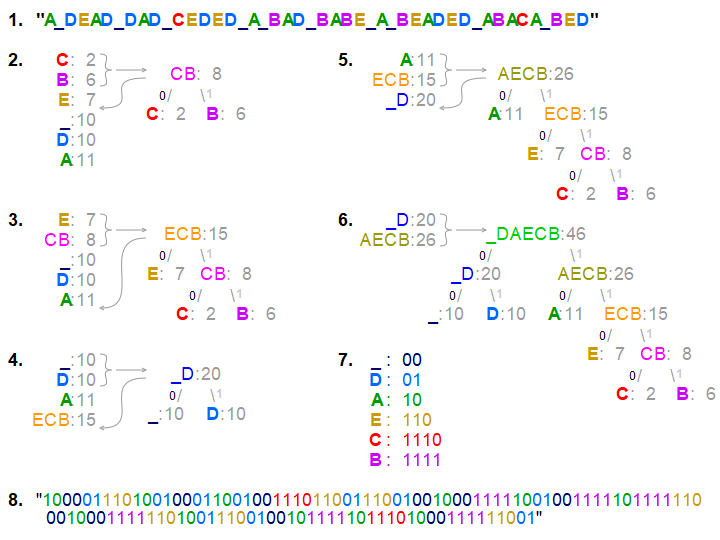 1. "A_DEAD_DAD_CEDED_A_BAD_BABE_A_BEADED_ABACA_BED"
2.
C: 2
B: 6
E: 7
_:10
D:10
A:11
CB: 8
0/ \1
C: 2 B: 6
3.
E: 7
CB: 8
_:10
D:10
A:11
ECB:15
0/ \1
E: 7 CB: 8
0/ \1
C: 2 B: 6
4.
_:10
D:10
A:11
ECB:15
_D:20
0/ \1
_:10 D:10
5.
A:11
ECB:15
_D:20
AECB:26
0/ \1
A:11 ECB:15
0/ \1
E: 7 CB: 8
0/ \1
C: 2 B: 6
6.
_D:20
AECB:26
_DAECB:46
0/ \1
_D:20 AECB:26
0/ \1 0/ \1
_:10 D:10 A:11 ECB:15
0/ \1
E: 7 CB: 8
0/ \1
C: 2 B: 6
7.
_ : 00
D : 01
A : 10
E : 110
C : 1110
B : 1111
8. "100001110100100011001001110110011100100100011111001001111101111110
001000111111010011100100101111101110100011111​1001"